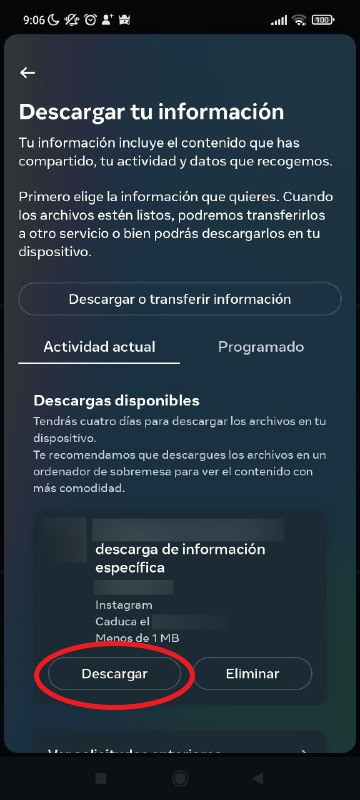 9:06
100
Descargar tu información
Tu información incluye el contenido que has
compartido, tu actividad y datos que recogemos.
Primero elige la información que quieres. Cuando
los archivos estén listos, podremos transferirlos
a otro servicio o bien podrás descargarlos en tu
dispositivo.
Descargar o transferir información
Actividad actual
Programado
Descargas disponibles
Tendrás cuatro días para descargar los archivos en tu
dispositivo.
Te recomendamos que descargues los archivos en un
ordenador de sobremesa para ver el contenido con
más comodidad.
descarga de información
específica
Instagram
Caduca el
Menos de 1 MB
Descargar
Eliminar
Ver solicitudes anteriores